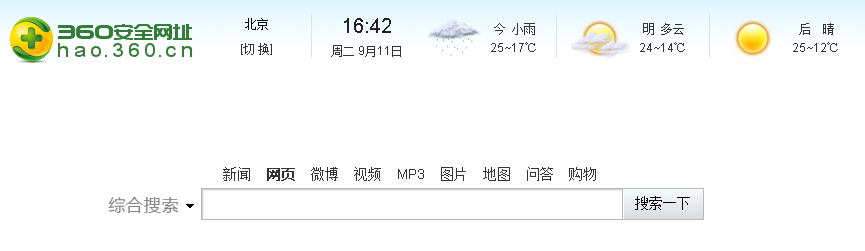 360安全网址
hao.360.cn
北京
[切 换]
16:42
周二 9月11日
今 小雨
25~17℃
明 多云
24~14℃
后 晴
25~12℃
新闻 网页 微博 视频 MP3 图片 地图 问答 购物
综合搜索 搜索一下